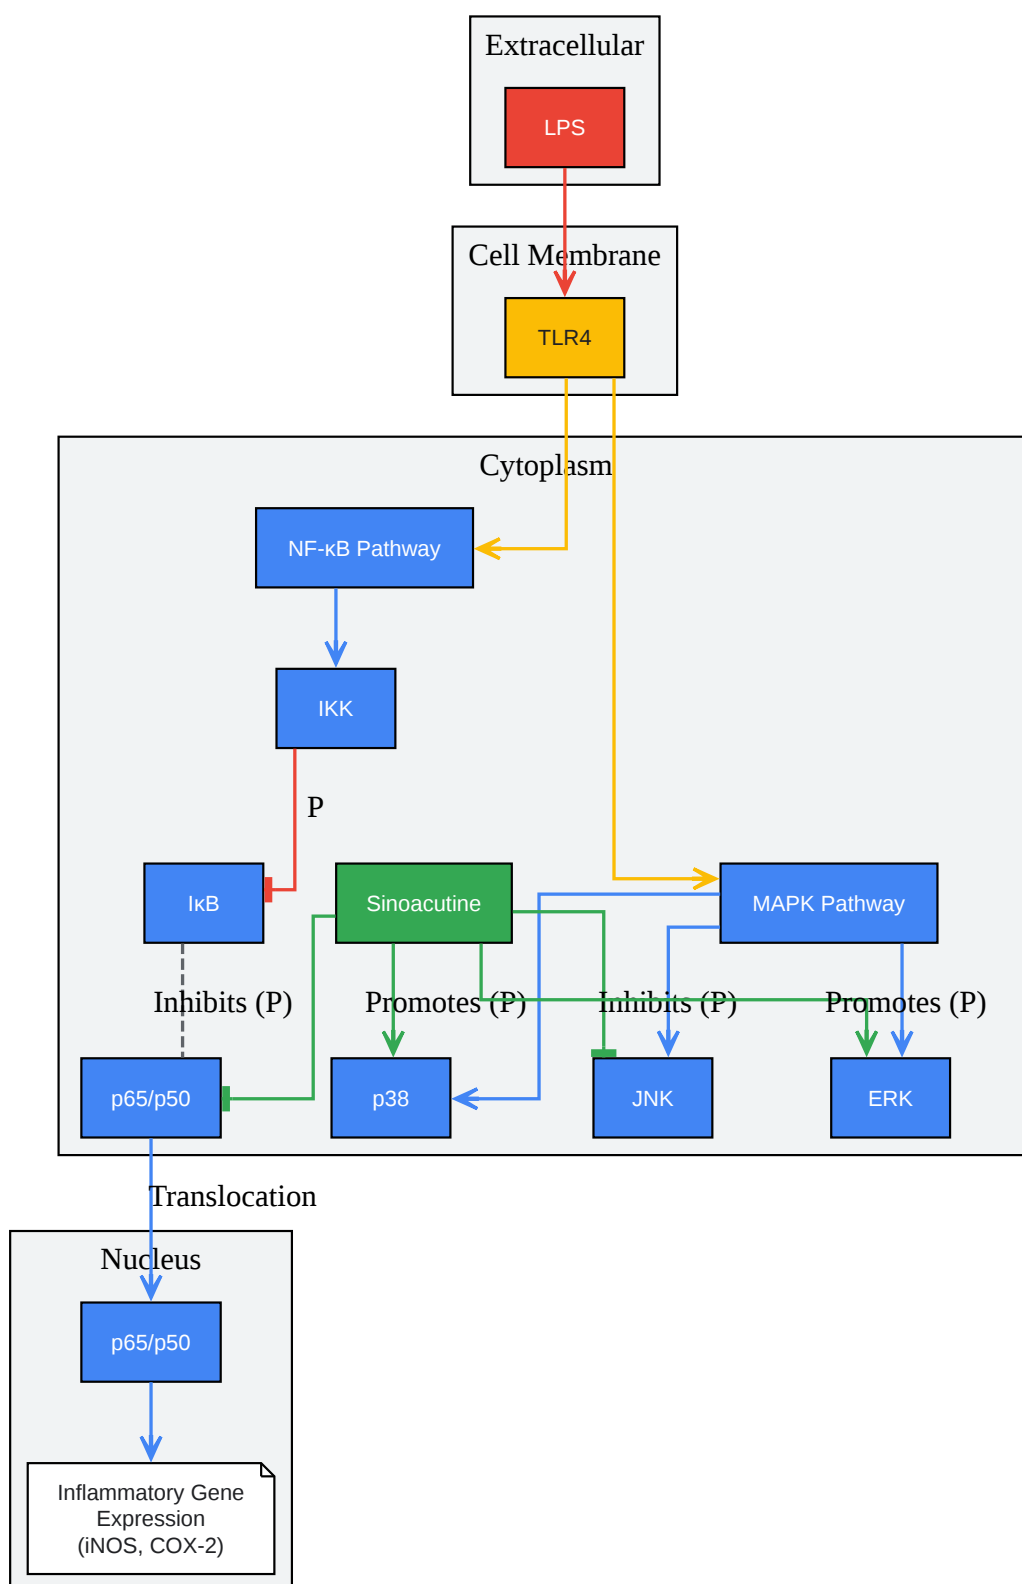 Extracellular
LPS
Cell Membrane
TLR4
Cytoplasm
NF-κB Pathway
IKK
P
IκB
Sinoacutine
MAPK Pathway
Inhibits (P)
Promotes (P)
Inhibits (P)
Promotes (P)
p65/p50
p38
JNK
ERK
Translocation
Nucleus
p65/p50
Inflammatory Gene
Expression
(iNOS, COX-2)